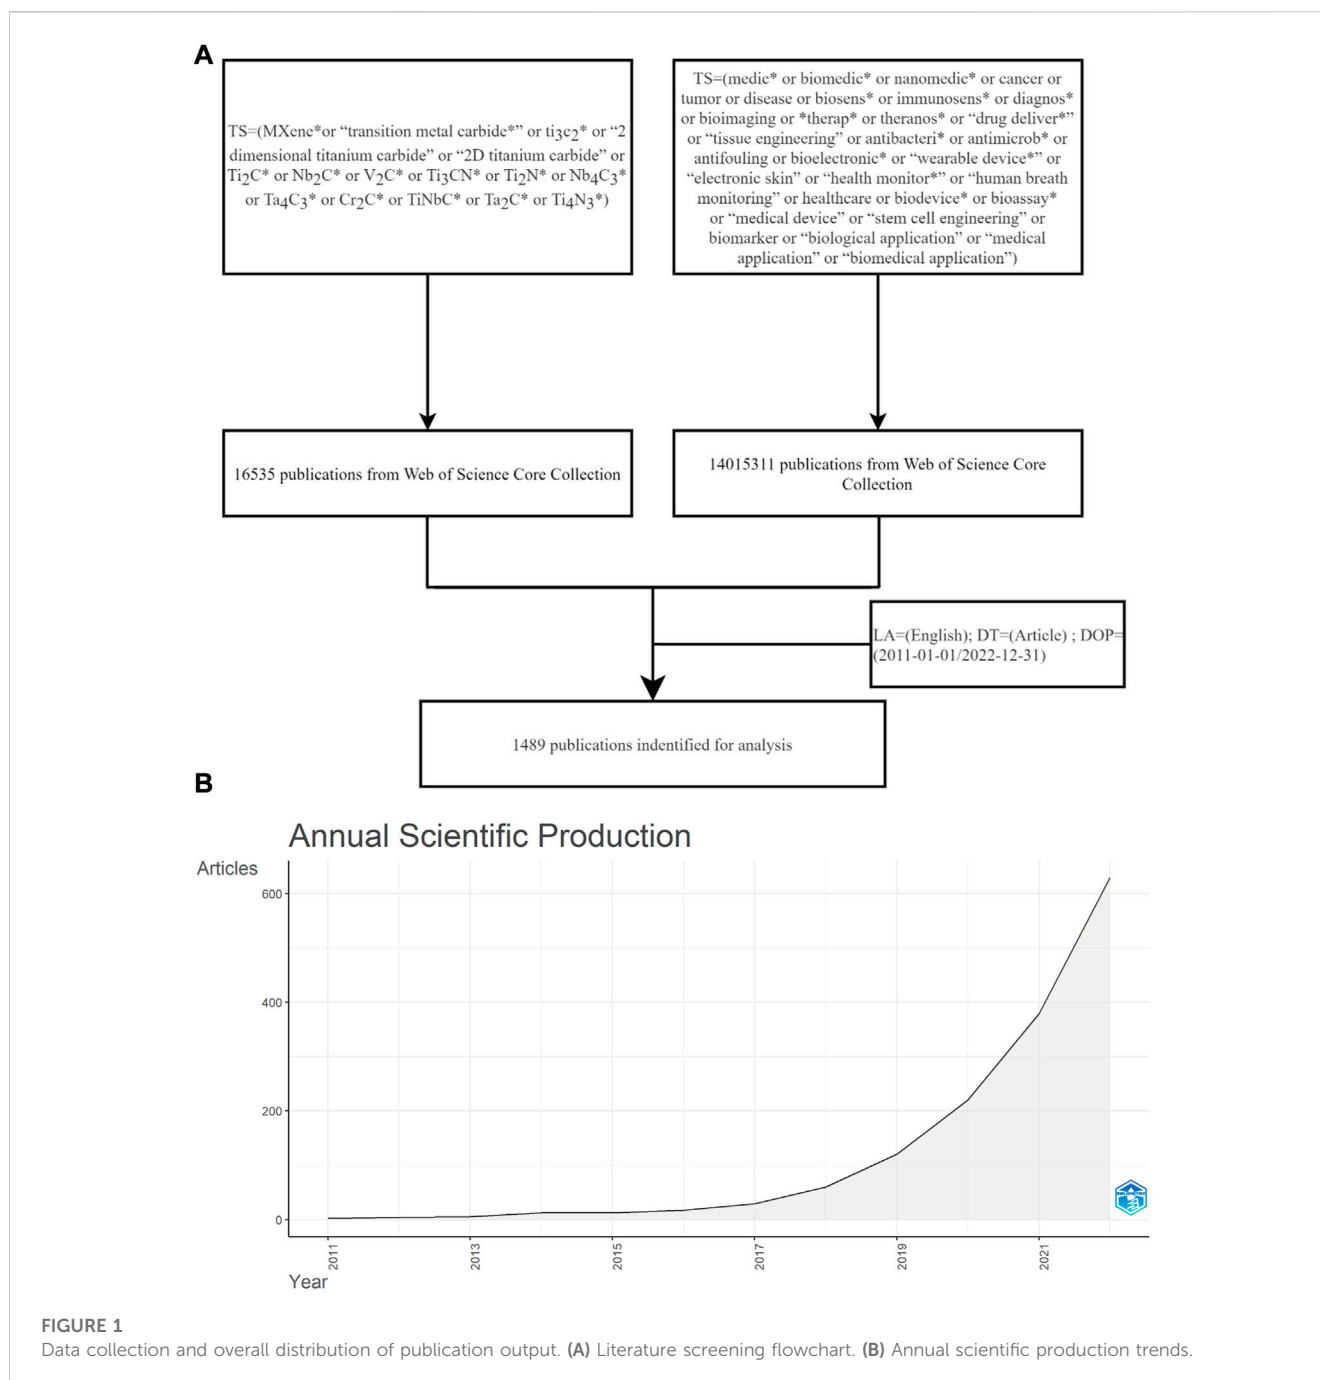 A
TS=(MXene*or “transition metal carbide*” or ti3c2* or “2
dimensional titanium carbide” or “2D titanium carbide” or
Ti2C* or Nb2C* or V2C* or Ti3CN* or Ti2N* or Nb4C3*
or Ta4C3* or Cr2C* or TiNbC* or Ta2C* or Ti4N3*)
TS=(medic* or biomedic* or nanomedic* or cancer or
tumor or disease or biosens* or immunosens* or diagnos*
or bioimaging or *therap* or theranos* or “drug deliver*”
or “tissue engineering” or antibacteri* or antimicrob* or
antifouling or bioelectronic* or “wearable device*” or
“electronic skin” or “health monitor*” or “human breath
monitoring” or healthcare or biodevice* or bioassay*
or “medical device” or “stem cell engineering” or
biomarker or “biological application” or “medical
application” or “biomedical application”)
16535 publications from Web of Science Core Collection
14015311 publications from Web of Science Core
Collection
LA=(English); DT=(Article) ; DOP=
(2011-01-01/2022-12-31)
1489 publications indentified for analysis
B
Annual Scientific Production
Articles
600
400
200
0
2011
2013
2015
2017
2019
2021
Year
FIGURE 1
Data collection and overall distribution of publication output. (A) Literature screening flowchart. (B) Annual scientific production trends.